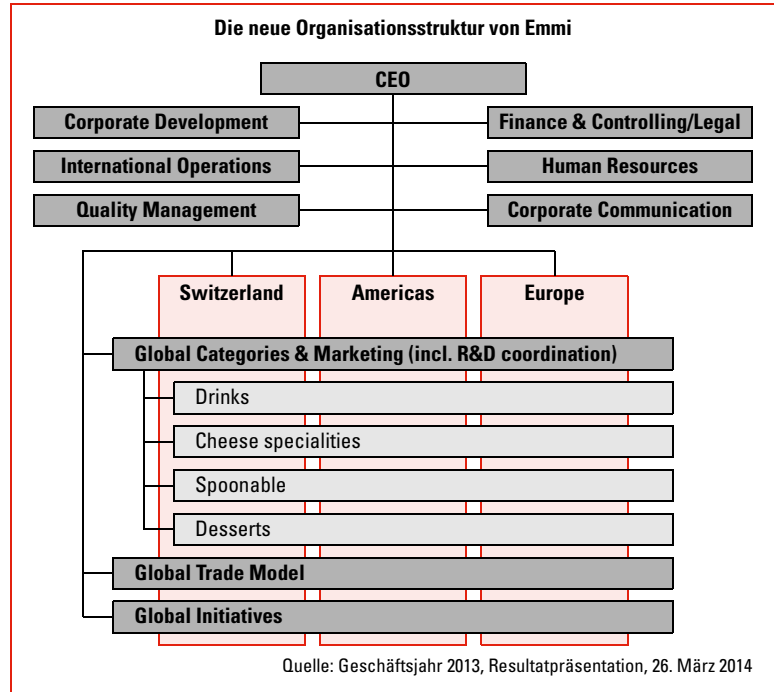 Die neue Organisationsstruktur von Emmi
CEO
Corporate Development
Finance & Controlling/Legal
International Operations
Human Resources
Quality Management
Corporate Communication
Switzerland
Americas
Europe
Global Categories & Marketing (incl. R&D coordination)
Drinks
Cheese specialities
Spoonable
Desserts
Global Trade Model
Global Initiatives
Quelle: Geschäftsjahr 2013, Resultatpräsentation, 26. März 2014